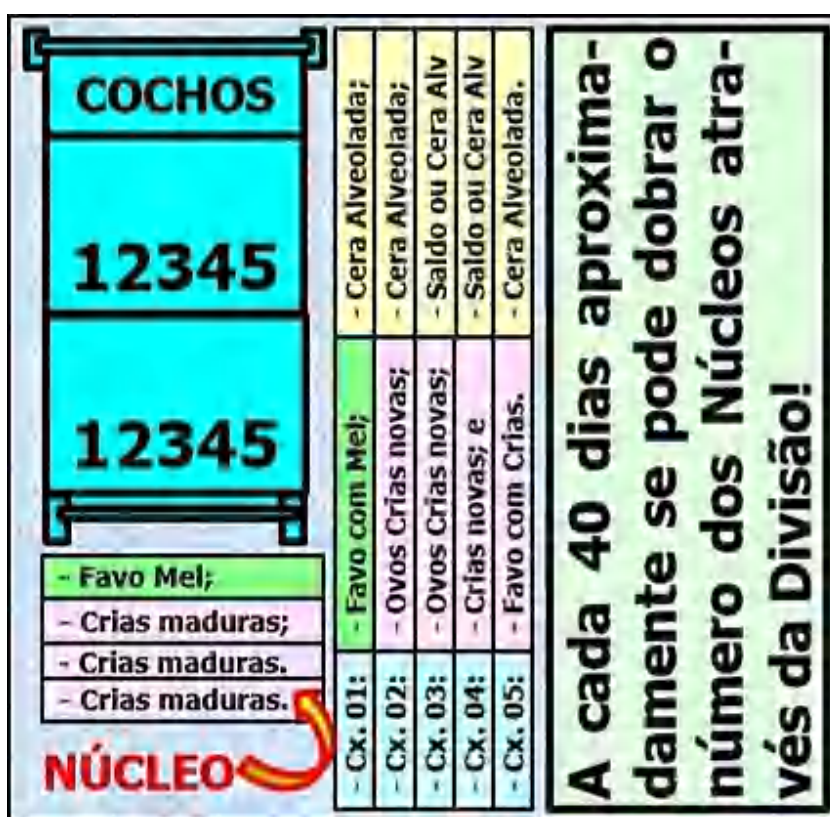 COCHOS
12345
12345
- Favo Mel;
- Crias maduras;
- Crias maduras.
- Crias maduras.
NÚCLEO
- Cx. 01: - Favo com Mel; - Cera Alveolada;
- Cx. 02: - Ovos Crias novas; - Cera Alveolada;
- Cx. 03: - Ovos Crias novas; - Saldo ou Cera Alv
- Cx. 04: - Crias novas; e - Saldo ou Cera Alv
- Cx. 05: - Favo com Crias. - Cera Alveolada.
A cada 40 dias aproxima-
damente se pode dobrar o
número dos Núcleos atra-
vés da Divisão!